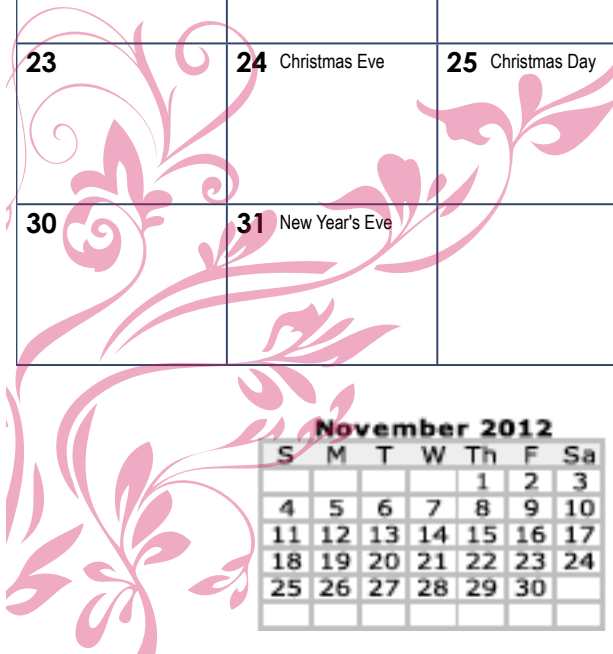 23 24 Christmas Eve 25 Christmas Day
30 31 New Year's Eve
November 2012
S M T W Th F Sa
1 2 3
4 5 6 7 8 9 10
11 12 13 14 15 16 17
18 19 20 21 22 23 24
25 26 27 28 29 30